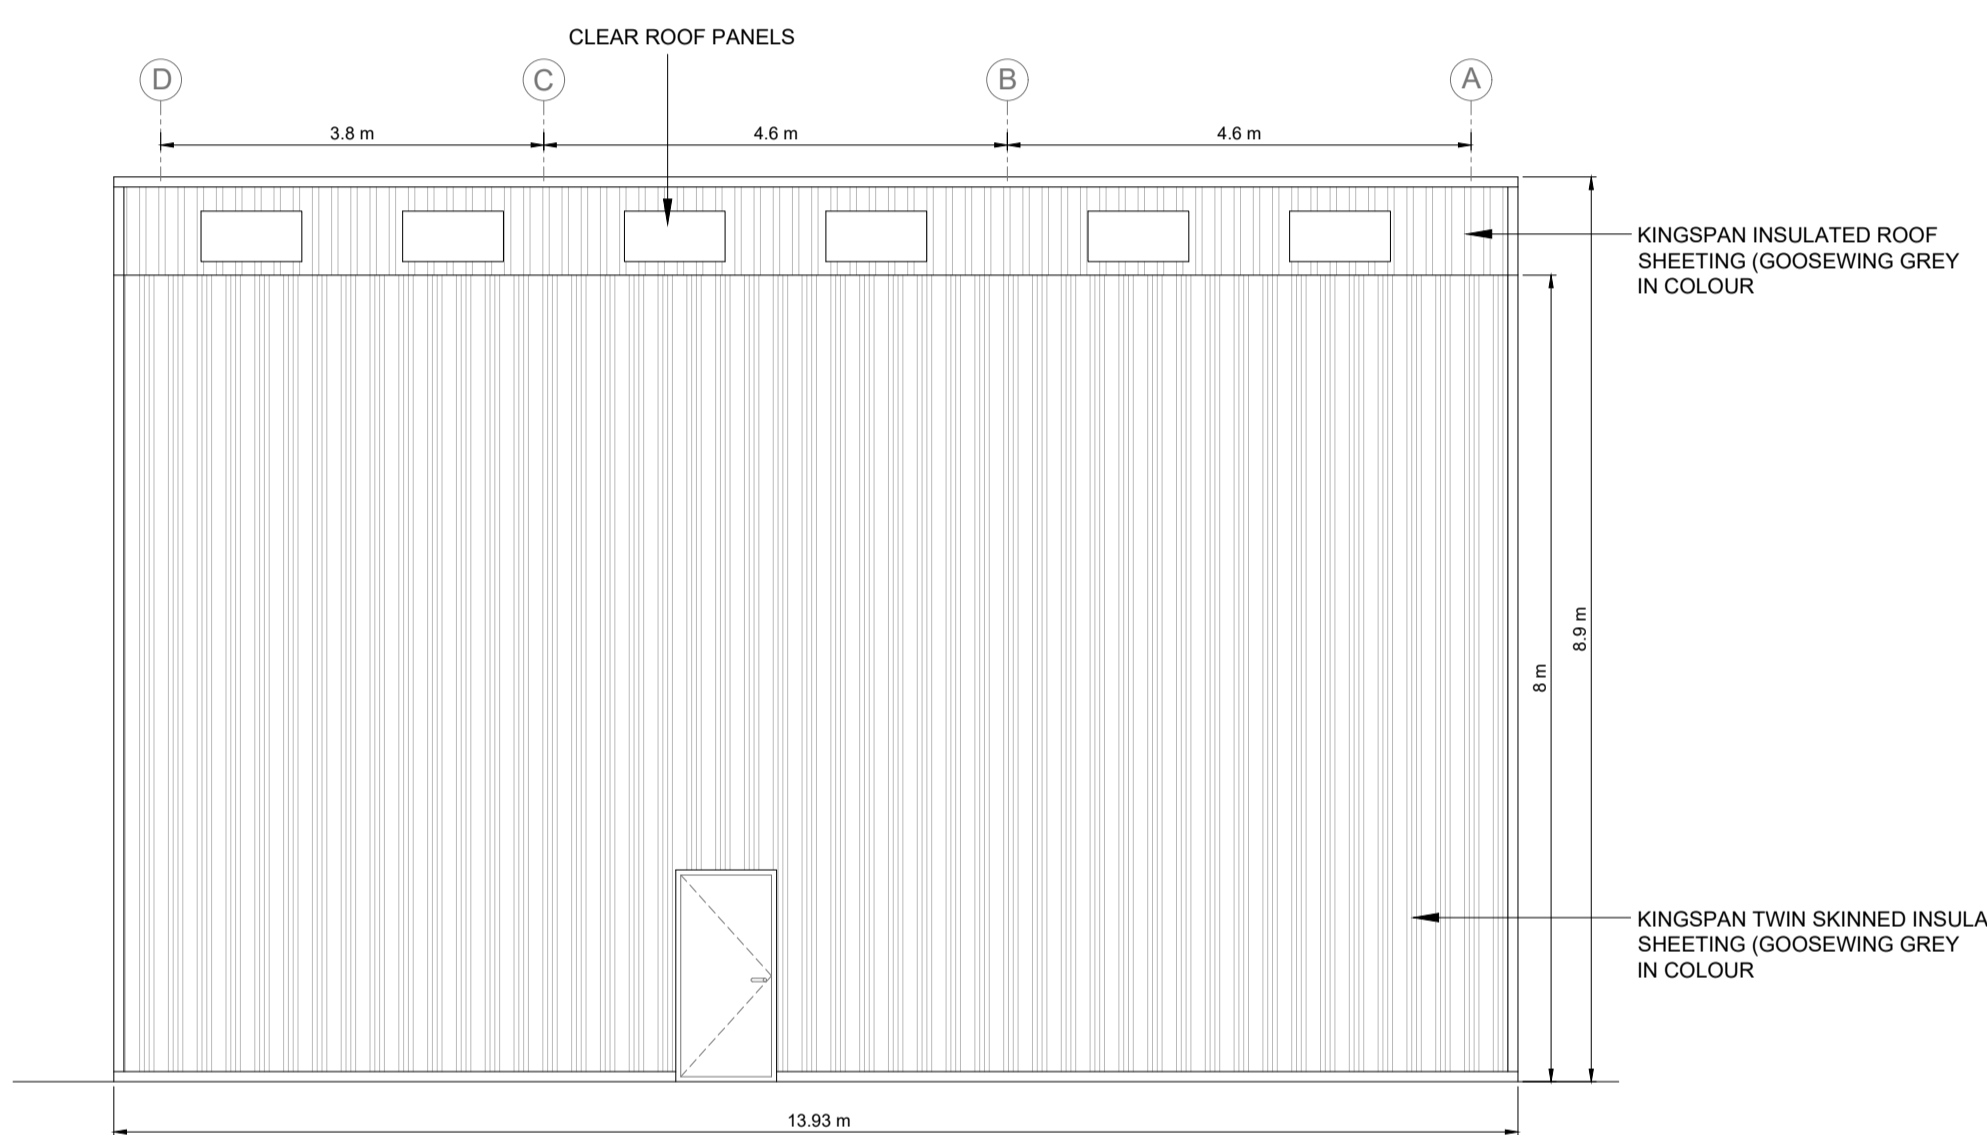 CLEAR ROOF PANELS
D C B A
3.8 m 4.6 m 4.6 m
KINGSPAN INSULATED ROOF
SHEETING (GOOSEWING GREY
IN COLOUR
8.9 m
8 m
KINGSPAN TWIN SKINNED INSULA
SHEETING (GOOSEWING GREY
IN COLOUR
13.93 m